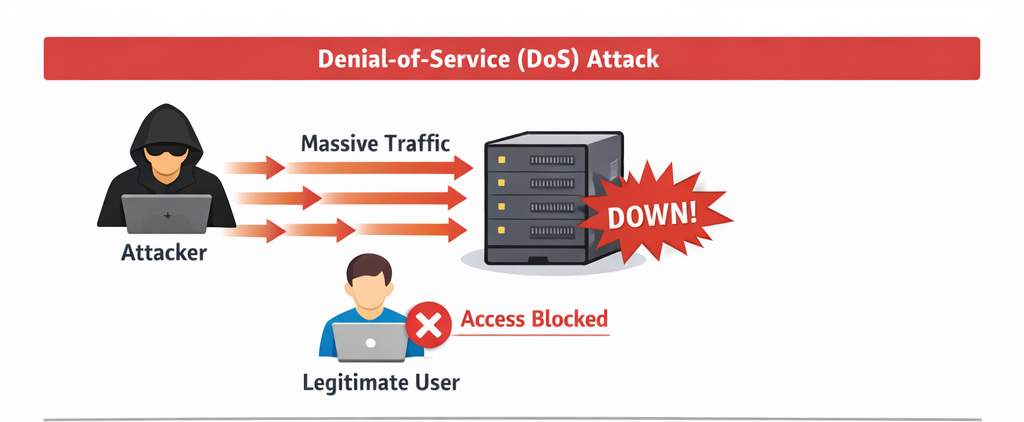 Denial-of-Service (DoS) Attack
Massive Traffic
DOWN!
Attacker
Access Blocked
Legitimate User